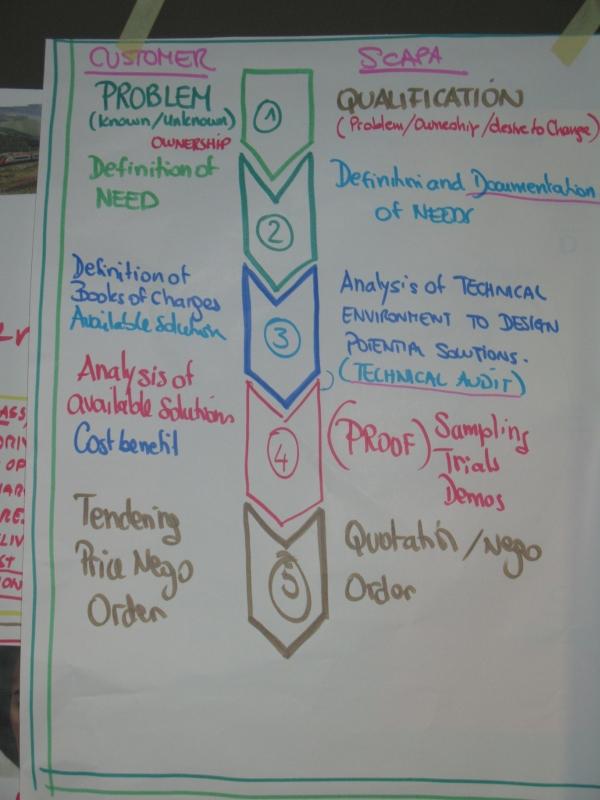 CUSTOMER
SCAPA
PROBLEM
(Known/Unknown)
OWNERSHIP
1
QUALIFICATION
(Problem/Ownership/desire to Change)
Definition of
NEED
2
Definition and Documentation
of NEEDS
Definition of
Books of Charges
Available Solution
3
Analysis of TECHNICAL
ENVIRONMENT TO DESIGN
POTENTIAL SOLUTIONS.
(TECHNICAL AUDIT)
Analysis of
available Solutions
Cost benefit
4
(PROOF) Sampling
Trials
Demos
Tendering
Price Nego
Order
5
Quotation/Nego
Order